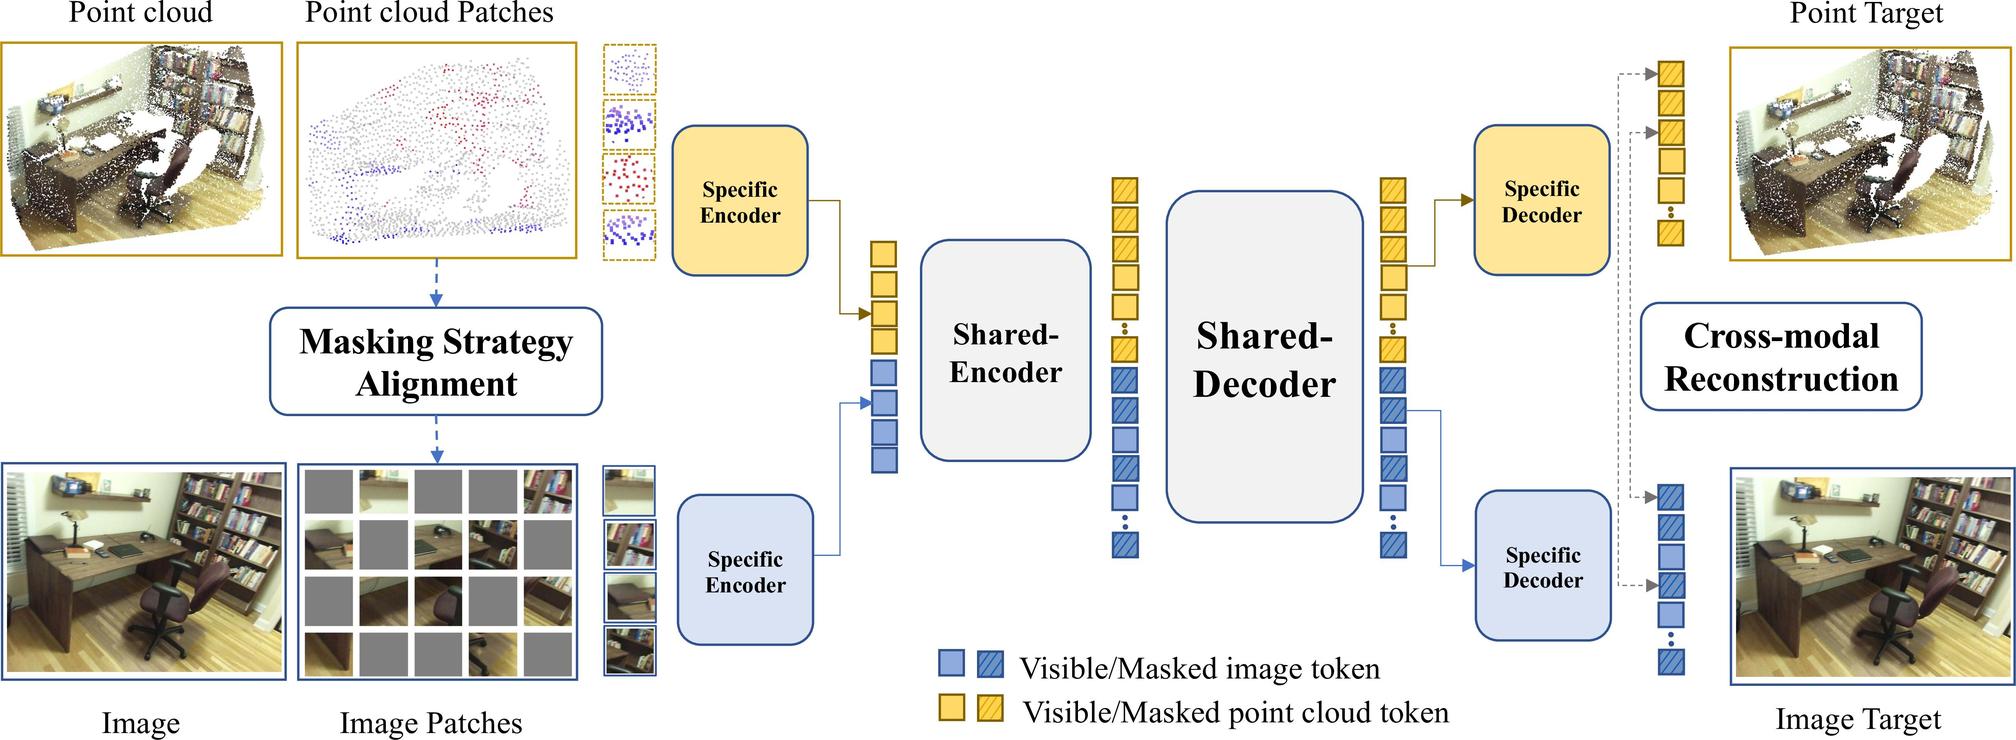 Point cloud
Point cloud Patches
Point Target
Specific
Encoder
Specific
Decoder
Masking Strategy
Alignment
Shared-
Encoder
Shared-
Decoder
Cross-modal
Reconstruction
Specific
Encoder
Specific
Decoder
Visible/Masked image token
Visible/Masked point cloud token
Image
Image Patches
Image Target